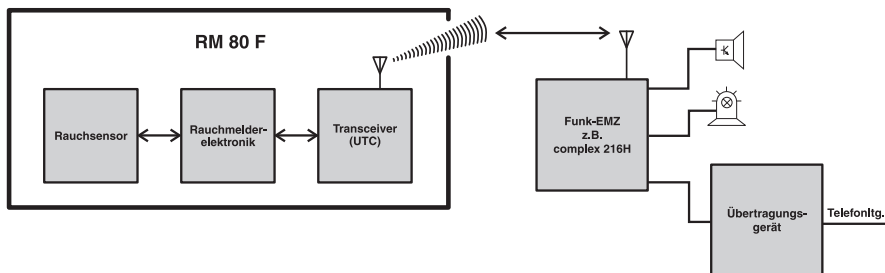 RM 80 F
Rauchsensor
Rauchmelder-
elektronik
Transceiver
(UTC)
Funk-EMZ
z.B.
complex 216H
Übertragungs-
gerät
Telefonltg.